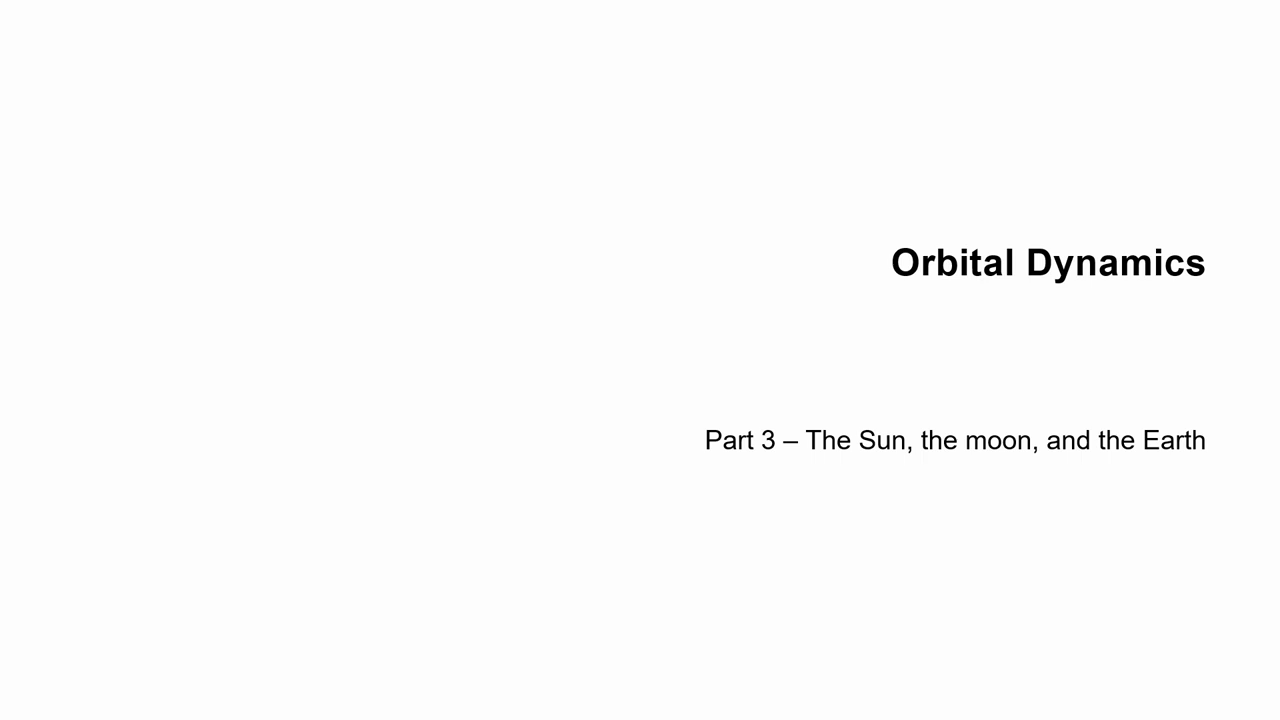 Orbital Dynamics
Part 3 – The Sun, the moon, and the Earth